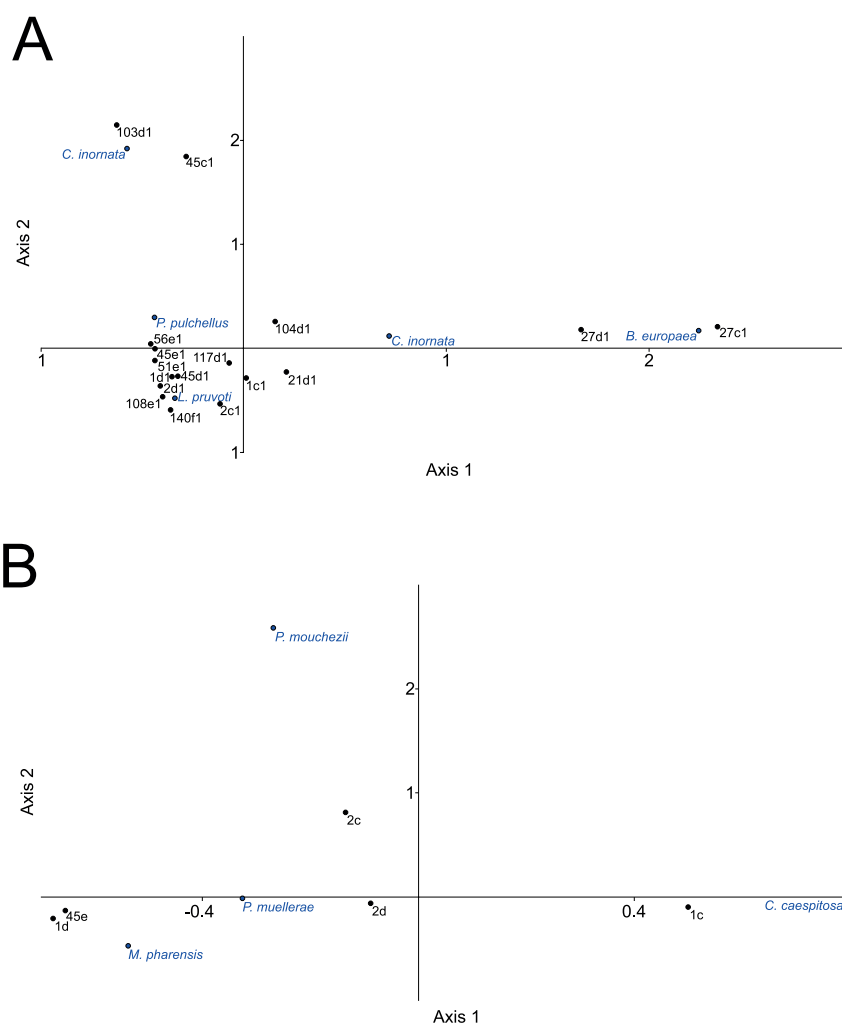 A
103d1
2
C. inornata
45c1
Axis 2
1
P. pulchellus
104d1
56e1
C. inornata
27d1
B. europaea
27c1
1
45e1
117d1
1
2
51e1
1d1
45d1
1c1
21d1
2d1
L. pruvoti
108e1
2c1
140f1
1
Axis 1
B
P. mouchezii
2
Axis 2
1
2c
-0.4
P. muellerae
2d
0.4
C. caespitosa
45e
1c
1d
M. pharensis
Axis 1